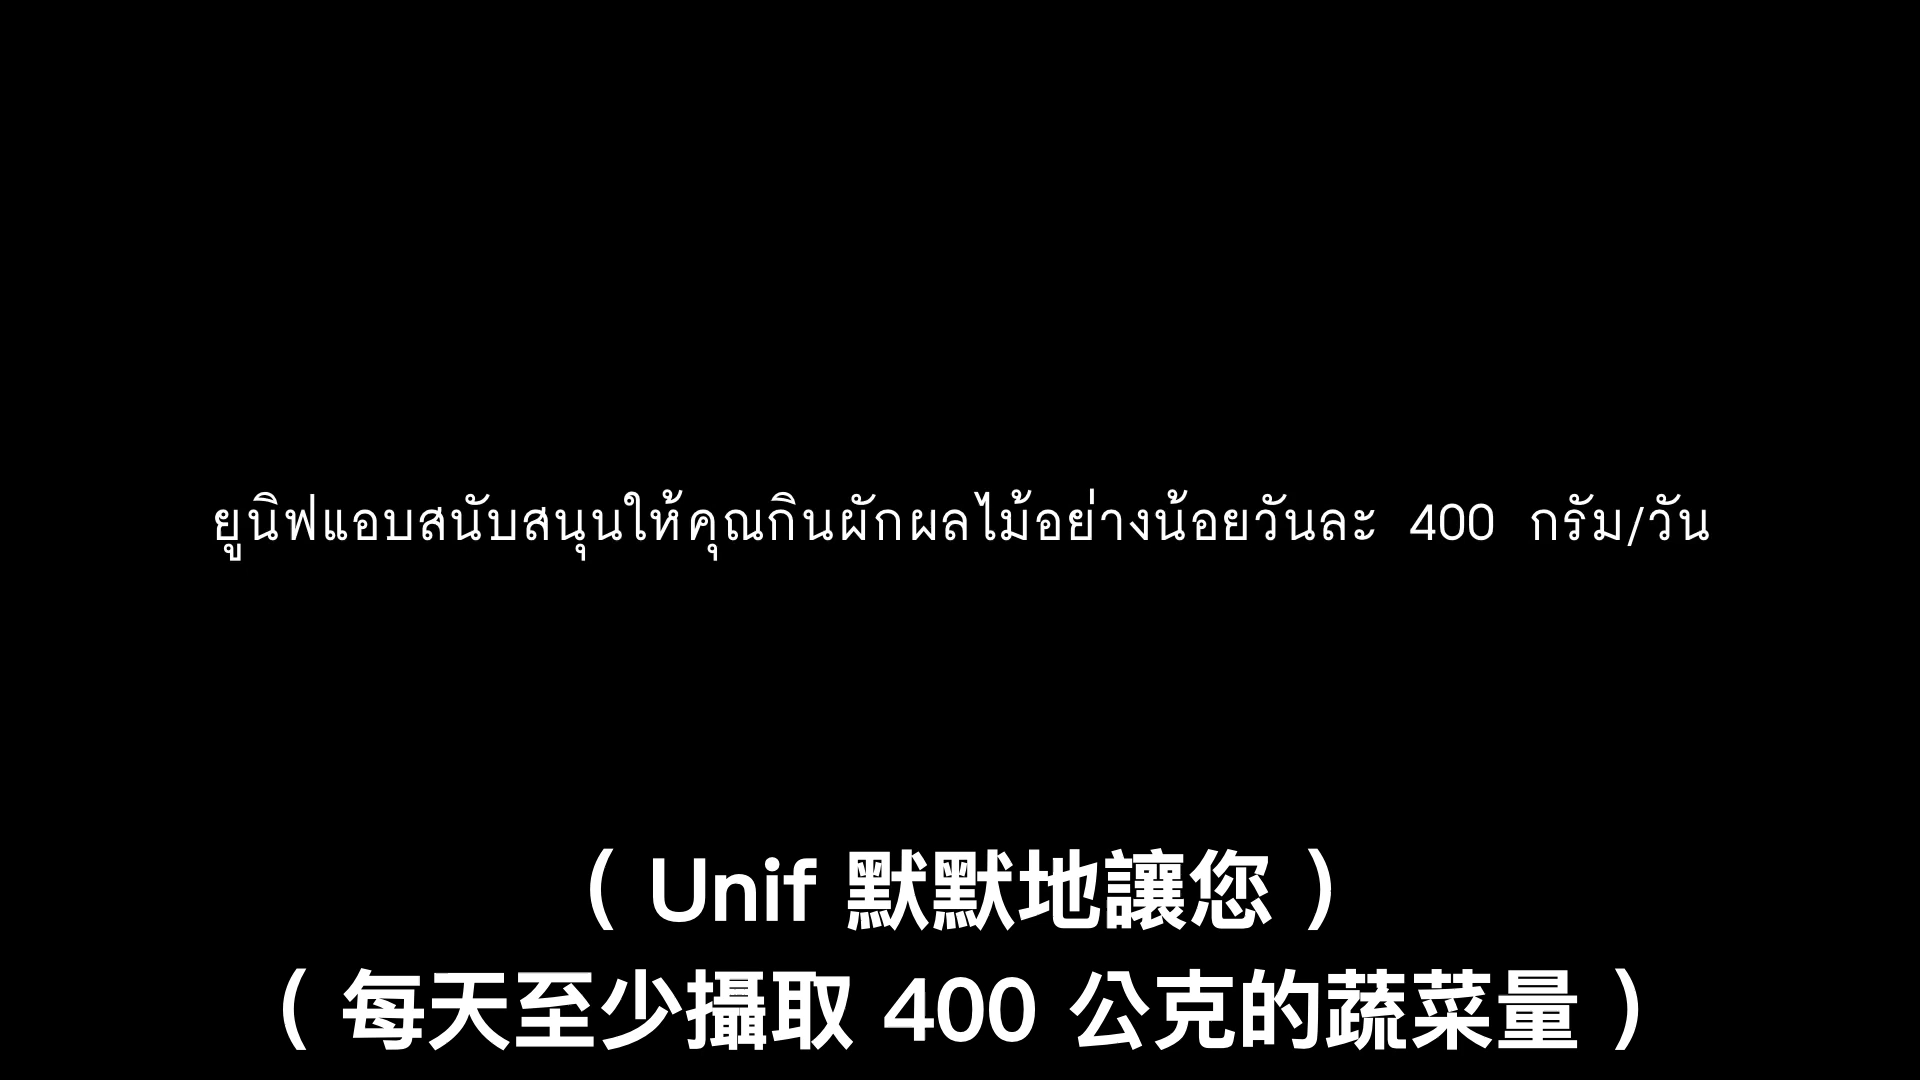 ยูนิฟแอบสนับสนุนให้คุณกินผักผลไม้อย่างน้อยวันละ 400 กรัม/วัน
( Unif 默默地讓您 )
( 每天至少攝取 400 公克的蔬菜量 )